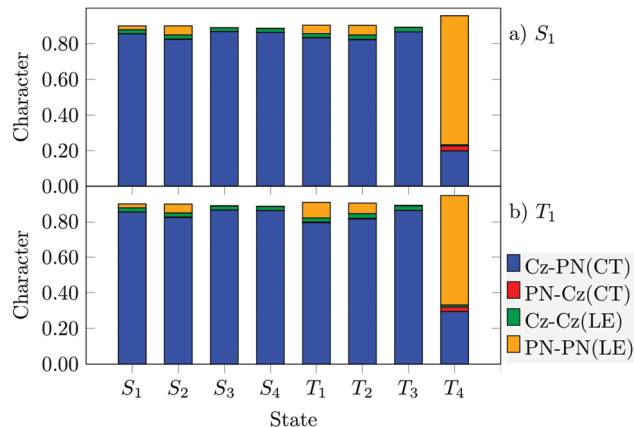 0.80
0.60
0.40
0.20
0.00
Character
a) S1
0.80
0.60
0.40
0.20
0.00
Character
b) T1
Cz-PN(CT)
PN-Cz(CT)
Cz-Cz(LE)
PN-PN(LE)
S1 S2 S3 S4 T1 T2 T3 T4
State